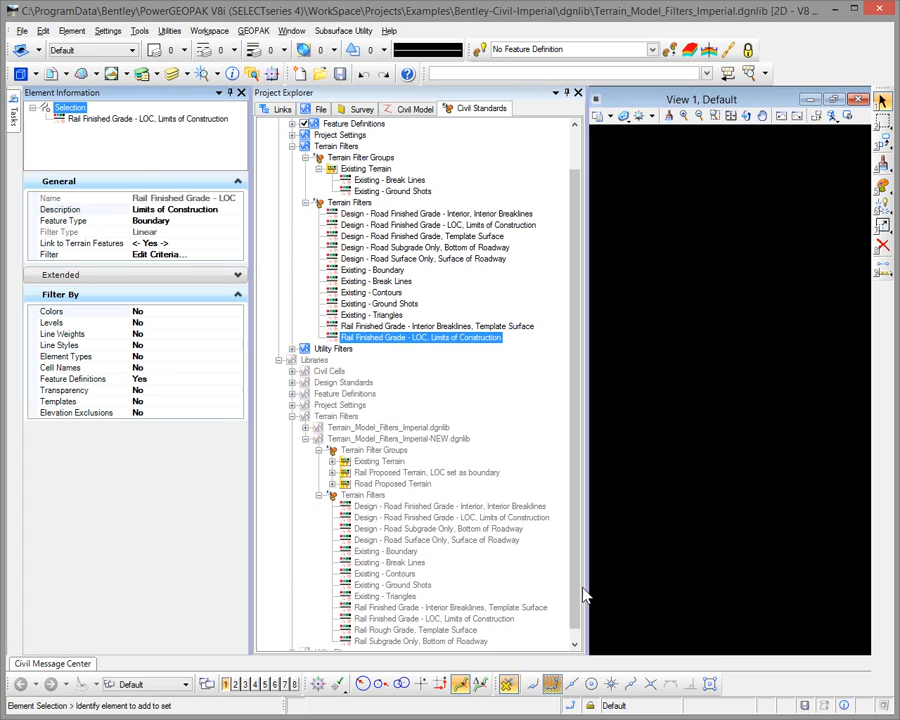 C:\ProgramData\Bentley\PowerGEOPAK V8i (SELECTseries 4)\WorkSpace\Projects\Examples\Bentley-Civil-Imperial\dgnlib\Terrain_Model_Filters_Imperial.dgnlib [2D - V8 ...
File Edit Element Settings Tools Utilities Workspace GEOPAK Window Subsurface Utility Help
Default 0 0 0 0 No Feature Definition
Element Information
Tasks
Selection
Rail Finished Grade - LOC, Limits of Construction
General
Name Rail Finished Grade - LOC
Description Limits of Construction
Feature Type Boundary
Filter Type Linear
Link to Terrain Features <- Yes ->
Filter Edit Criteria...
Extended
Filter By
Colors No
Levels No
Line Weights No
Line Styles No
Element Types No
Cell Names No
Feature Definitions Yes
Transparency No
Templates No
Elevation Exclusions No
Project Explorer
Links File Survey Civil Model Civil Standards
Feature Definitions
Project Settings
Terrain Filters
Terrain Filter Groups
Existing Terrain
Existing - Break Lines
Existing - Ground Shots
Terrain Filters
Design - Road Finished Grade - Interior, Interior Breaklines
Design - Road Finished Grade - LOC, Limits of Construction
Design - Road Finished Grade, Template Surface
Design - Road Subgrade Only, Bottom of Roadway
Design - Road Surface Only, Surface of Roadway
Existing - Boundary
Existing - Break Lines
Existing - Contours
Existing - Ground Shots
Existing - Triangles
Rail Finished Grade - Interior Breaklines, Template Surface
Rail Finished Grade - LOC, Limits of Construction
Utility Filters
Libraries
Civil Cells
Design Standards
Feature Definitions
Project Settings
Terrain Filters
Terrain_Model_Filters_Imperial.dgnlib
Terrain_Model_Filters_Imperial-NEW.dgnlib
Terrain Filter Groups
Existing Terrain
Rail Proposed Terrain, LOC set as boundary
Road Proposed Terrain
Terrain Filters
Design - Road Finished Grade - Interior, Interior Breaklines
Design - Road Finished Grade - LOC, Limits of Construction
Design - Road Subgrade Only, Bottom of Roadway
Design - Road Surface Only, Surface of Roadway
Existing - Boundary
Existing - Break Lines
Existing - Contours
Existing - Ground Shots
Existing - Triangles
Rail Finished Grade - Interior Breaklines, Template Surface
Rail Finished Grade - LOC, Limits of Construction
Rail Rough Grade, Template Surface
Rail Subgrade Only, Bottom of Roadway
View 1, Default
Civil Message Center
Default 1 2 3 4 5 6 7 8
Element Selection > Identify element to add to set
Default